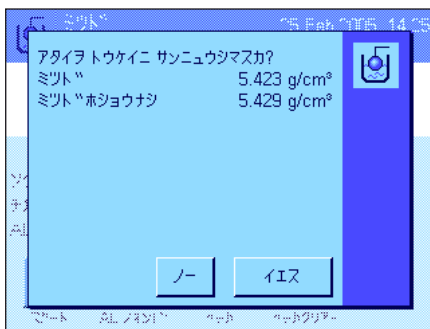 ミツド 25 Feb 2005 14:25
アタイヲ トウケイニ サンニュウシマスカ?
ミツド 5.423 g/cm³
ミツドホショウナシ 5.429 g/cm³
ノー イエス